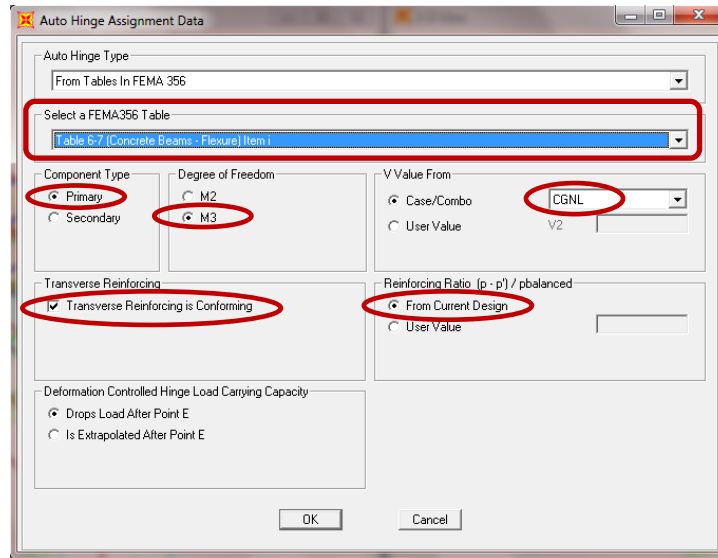 Auto Hinge Assignment Data
Auto Hinge Type
From Tables In FEMA 356
Select a FEMA356 Table
Table 6-7 (Concrete Beams - Flexure) Item i
Component Type
Primary
Secondary
Degree of Freedom
M2
M3
V Value From
Case/Combo
CGNL
User Value
V2
Transverse Reinforcing
Transverse Reinforcing is Conforming
Reinforcing Ratio (p - p') / pbalanced
From Current Design
User Value
Deformation Controlled Hinge Load Carrying Capacity
Drops Load After Point E
Is Extrapolated After Point E
OK
Cancel